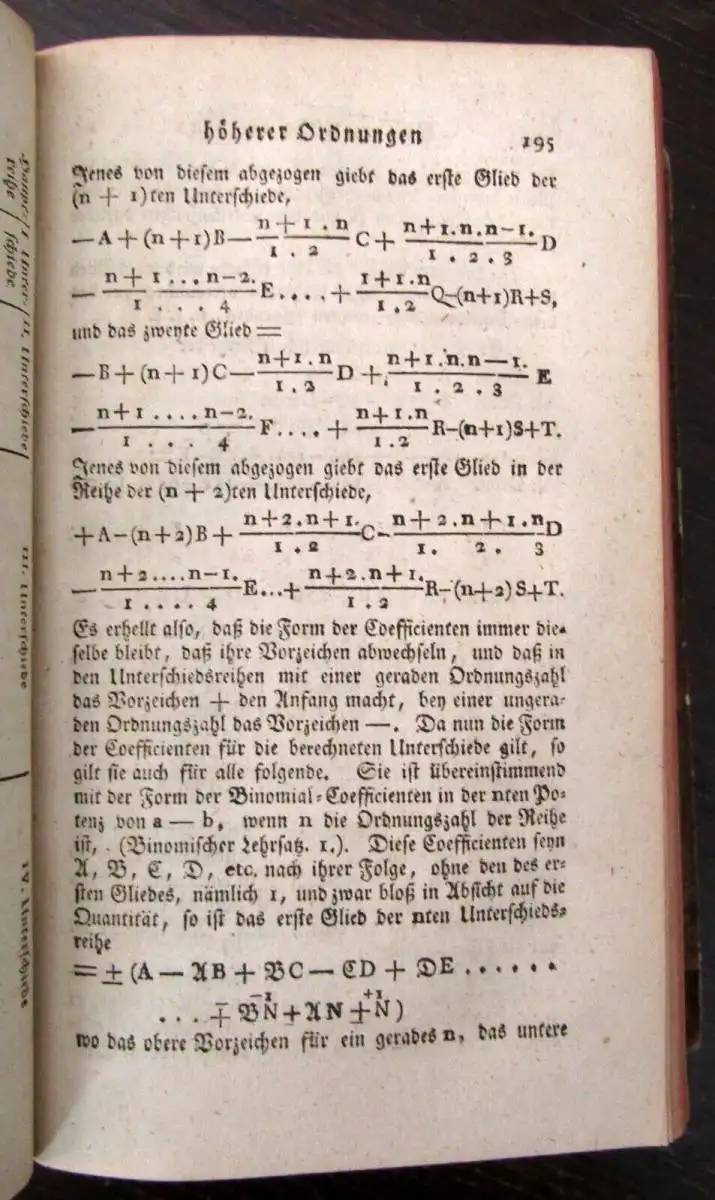 höherer Ordnungen 195
Jenes von diesem abgezogen giebt das erste Glied der
(n + 1)ten Unterschiede,
—A+(n+1)B— n+1.n / 1.2 C+ n+1.n.n—1. / 1.2.3 D
— n+1...n—2. / 1...4 E....+ 1+1.n / 1.2 Q—(n+1)R+S,
und das zweyte Glied =
—B+(n+1)C— n+1.n / 1.2 D+ n+1.n.n—1. / 1.2.3 E
— n+1....n—2. / 1...4 F....+ n+1.n / 1.2 R—(n+1)S+T.
Jenes von diesem abgezogen giebt das erste Glied in der
Reihe der (n + 2)ten Unterschiede,
+A—(n+2)B+ n+2.n+1. / 1.2 C— n+2.n+1.n / 1.2.3 D
— n+2....n—1. / 1....4 E...+ n+2.n+1. / 1.2 R—(n+2)S+T.
Es erhellt also, daß die Form der Coefficienten immer die-
selbe bleibt, daß ihre Vorzeichen abwechseln, und daß in
den Unterschiedsreihen mit einer geraden Ordnungszahl
das Vorzeichen + den Anfang macht, bey einer ungera-
den Ordnungszahl das Vorzeichen —. Da nun die Form
der Coefficienten für die berechneten Unterschiede gilt, so
gilt sie auch für alle folgende. Sie ist übereinstimmend
mit der Form der Binomial-Coefficienten in der nten Po-
tenz von a — b, wenn n die Ordnungszahl der Reihe
ist, (Binomischer Lehrsatz. 1.). Diese Coefficienten seyn
𝔄, 𝔅, ℭ, 𝔇, etc. nach ihrer Folge, ohne den des er-
sten Gliedes, nämlich 1, und zwar bloß in Absicht auf die
Quantität, so ist das erste Glied der nten Unterschieds-
reihe
=±(A — 𝔄B + 𝔅C — ℭD + 𝔇E ......
... ∓ 𝔅N⁻¹ ± 𝔄N ± N⁺¹)
wo das obere Vorzeichen für ein gerades n, das untere
I. Unter-
schiede
II. Unterschiede
III. Unterschiede
IV. Unterschiede